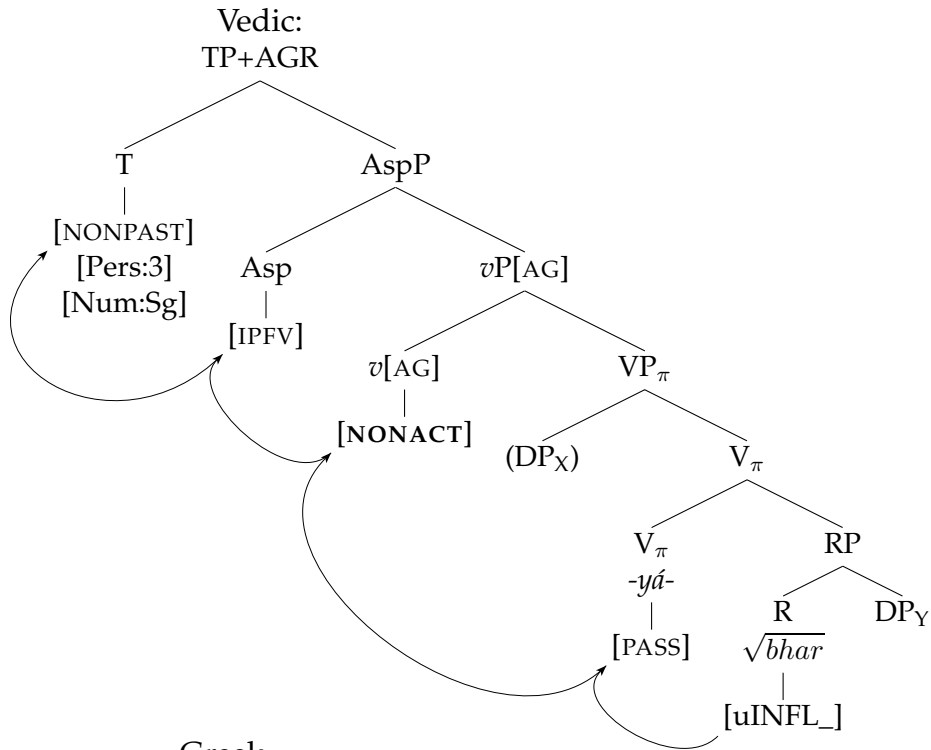 Vedic:
TP+AGR
T AspP
[NONPAST]
[Pers:3] Asp vP[AG]
[Num:Sg]
[IPFV]
v[AG] VPπ
[NONACT] (DPX) Vπ
Vπ RP
-yá-
R DPY
[PASS] √bhar
[uINFL_]
Greek